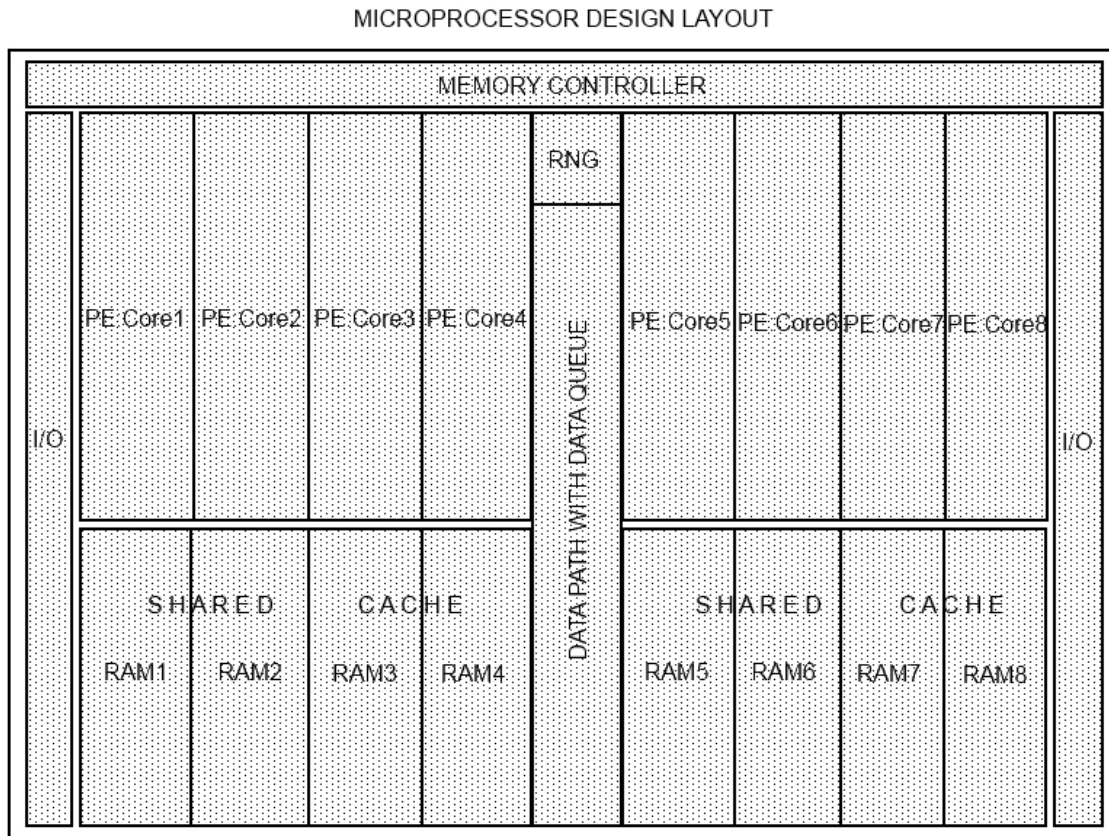 MICROPROCESSOR DESIGN LAYOUT
MEMORY CONTROLLER
RNG
PE Core1 PE Core2 PE Core3 PE Core4
PE Core5 PE Core6 PE Core7 PE Core8
I/O
I/O
DATA PATH WITH DATA QUEUE
SHARED CACHE
SHARED CACHE
RAM1 RAM2 RAM3 RAM4
RAM5 RAM6 RAM7 RAM8